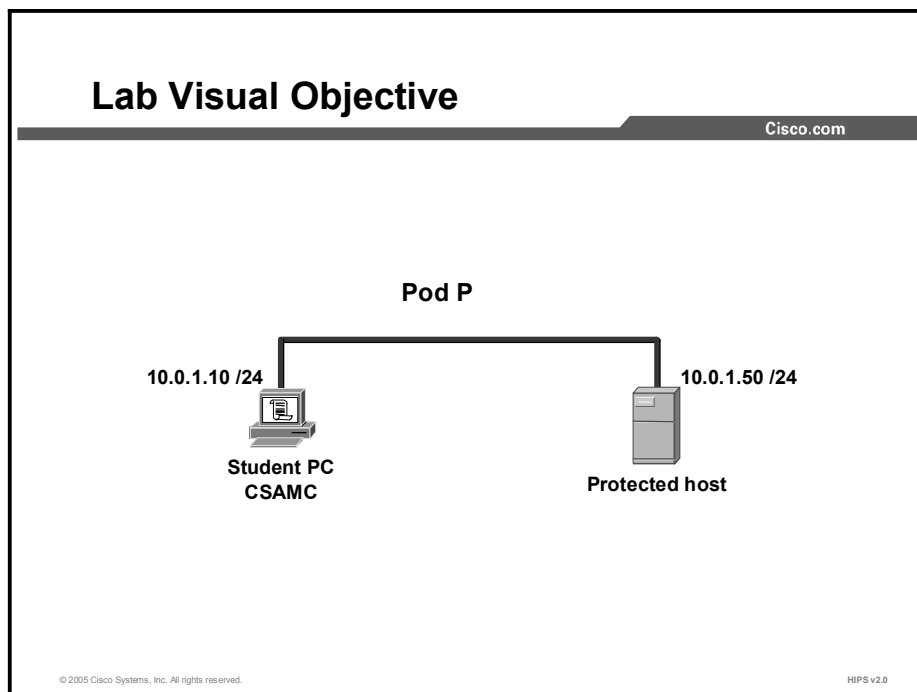 Lab Visual Objective
Cisco.com
Pod P
10.0.1.10 /24
10.0.1.50 /24
Student PC
CSAMC
Protected host
© 2005 Cisco Systems, Inc. All rights reserved.
HIPS v2.0